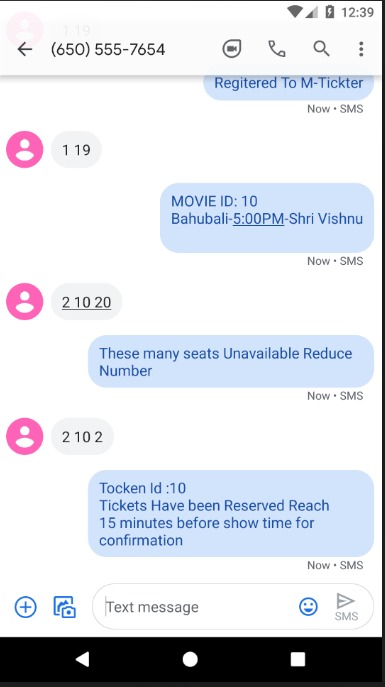 12:39
1 19
(650) 555-7654
Regitered To M-Tickter
Now • SMS
1 19
MOVIE ID: 10
Bahubali-5:00PM-Shri Vishnu
Now • SMS
2 10 20
These many seats Unavailable Reduce
Number
Now • SMS
2 10 2
Tocken Id :10
Tickets Have been Reserved Reach
15 minutes before show time for
confirmation
Now • SMS
Text message
SMS